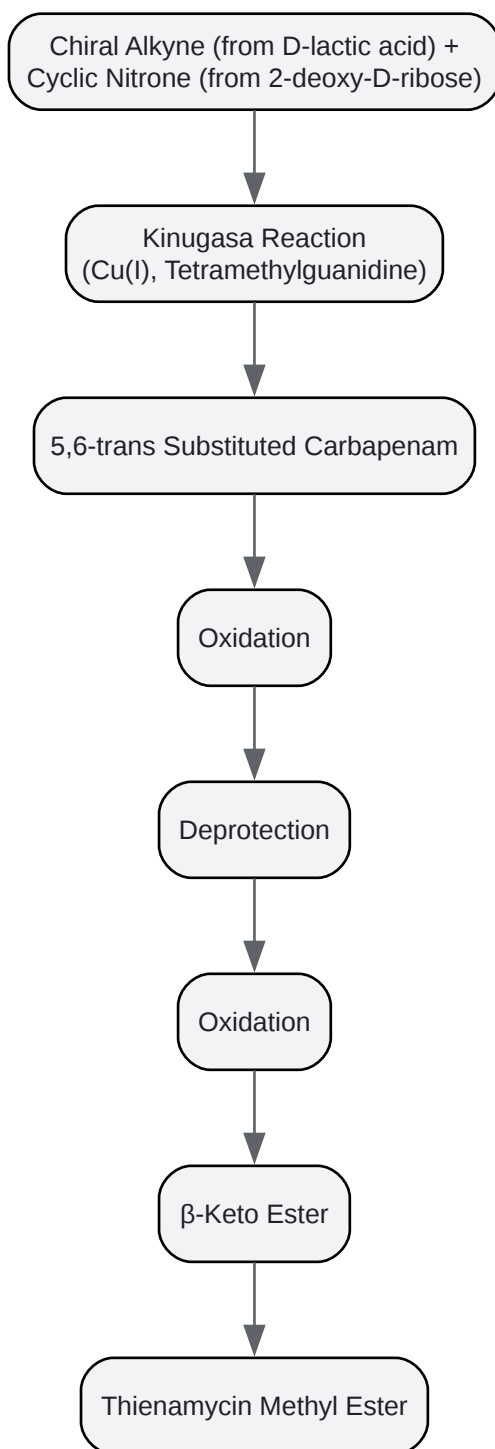 Chiral Alkyne (from D-lactic acid) +
Cyclic Nitrone (from 2-deoxy-D-ribose)
Kinugasa Reaction
(Cu(I), Tetramethylguanidine)
5,6-trans Substituted Carbapenam
Oxidation
Deprotection
Oxidation
β-Keto Ester
Thienamycin Methyl Ester